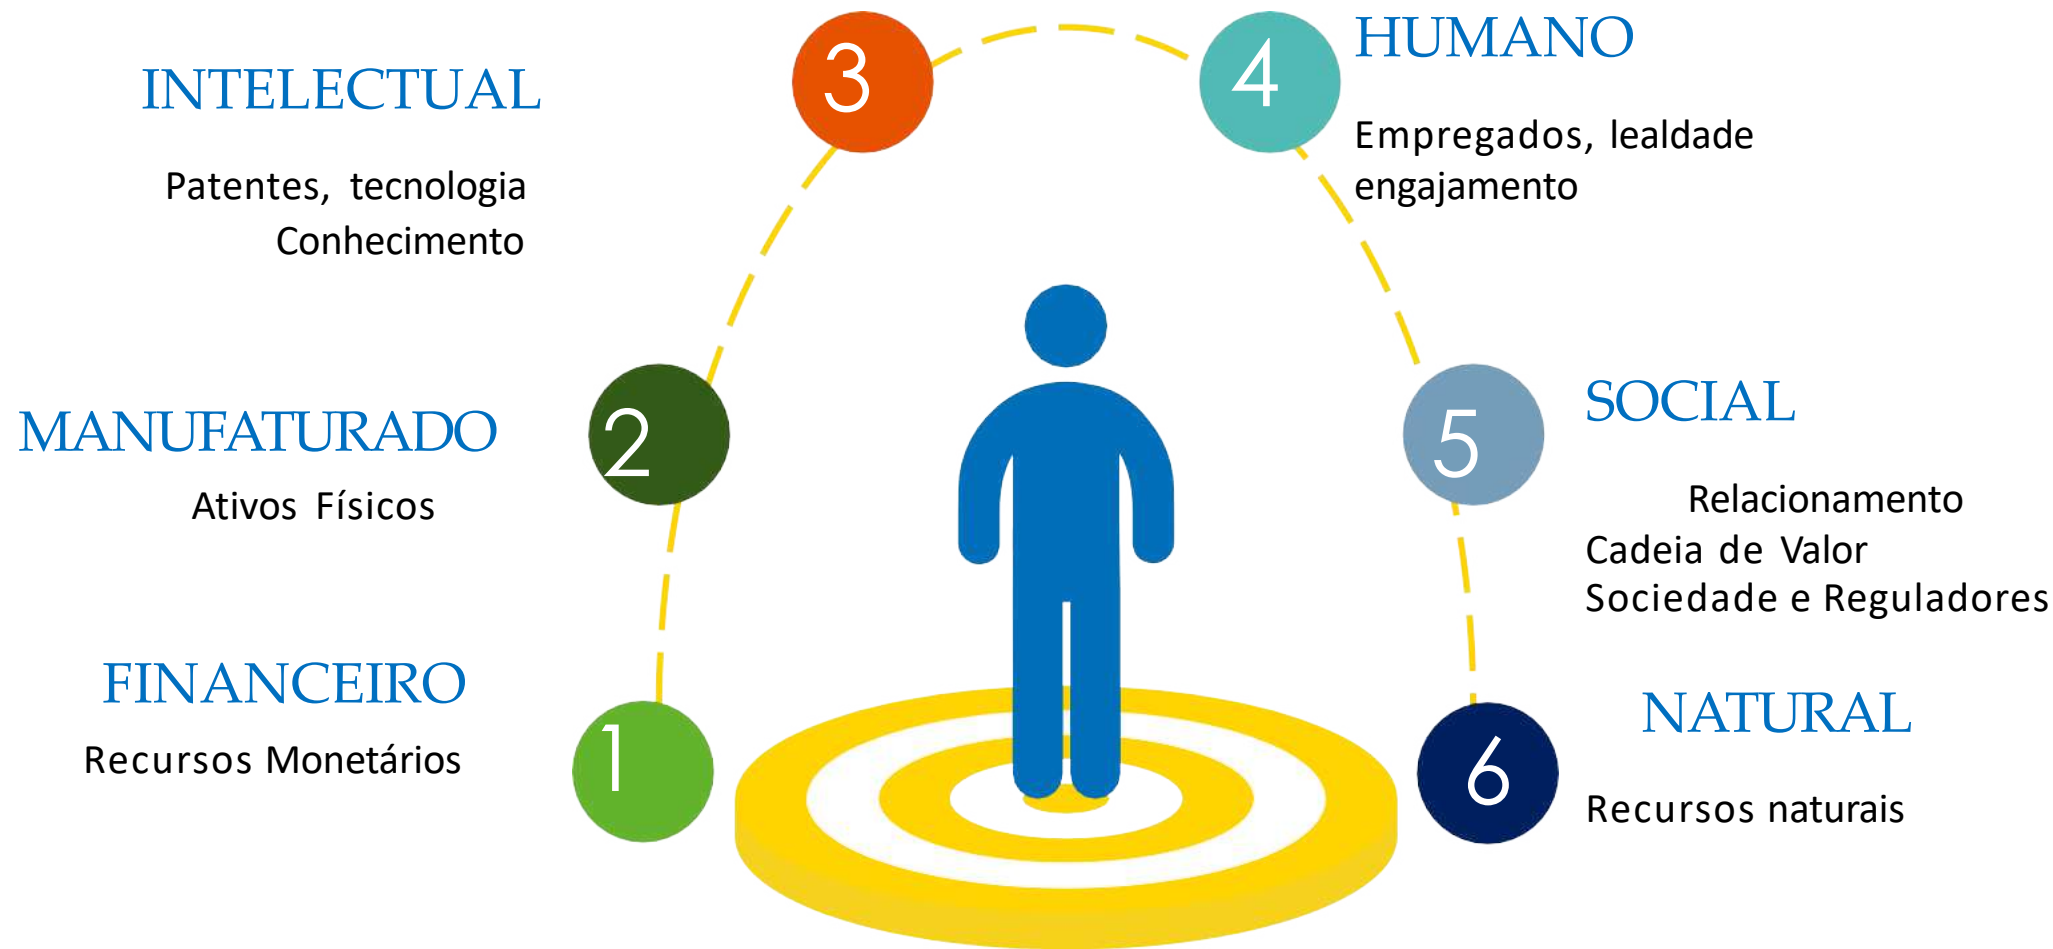 3
INTELECTUAL
Patentes, tecnologia
Conhecimento
4
HUMANO
Empregados, lealdade
engajamento
2
MANUFATURADO
Ativos Físicos
5
SOCIAL
Relacionamento
Cadeia de Valor
Sociedade e Reguladores
1
FINANCEIRO
Recursos Monetários
6
NATURAL
Recursos naturais